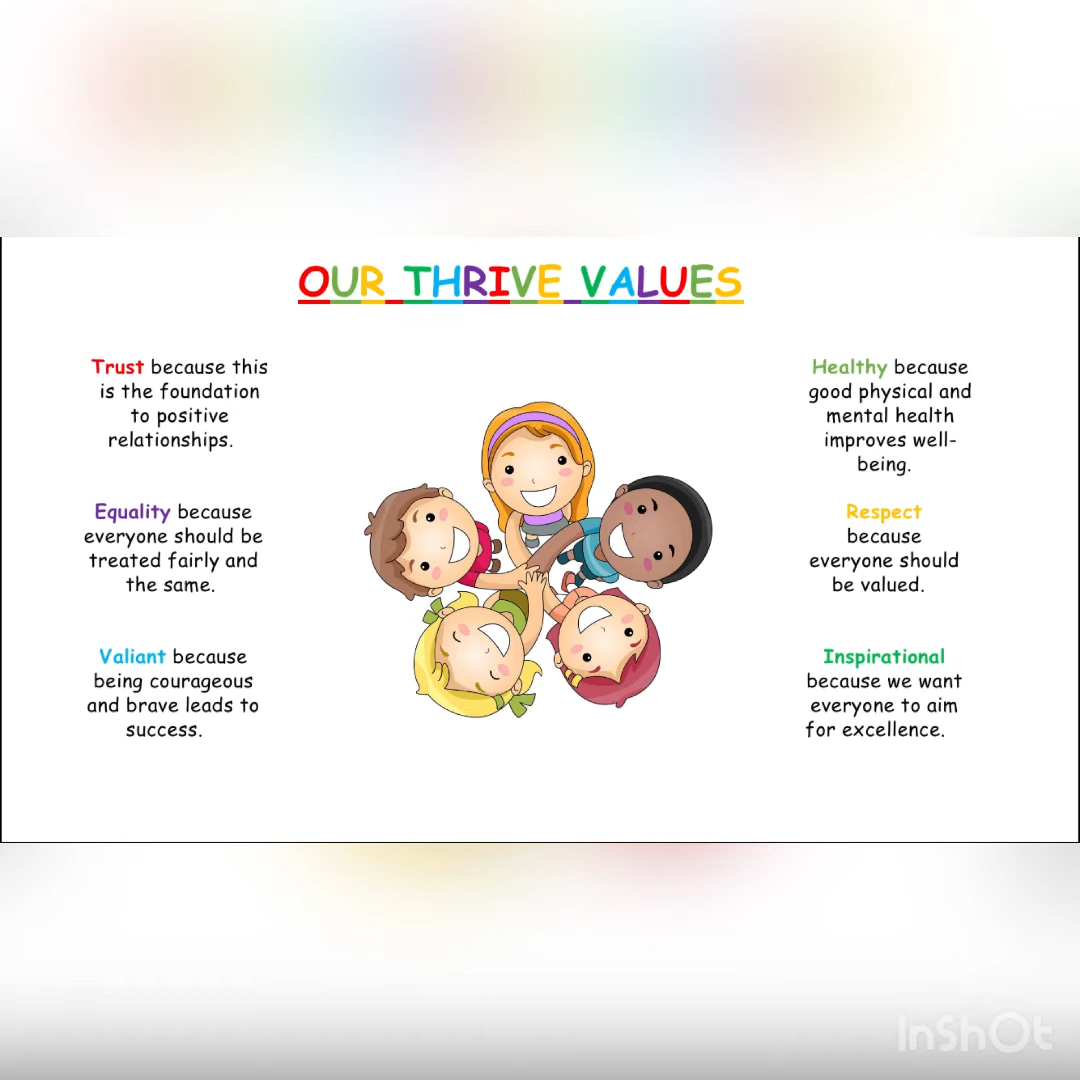 OUR THRIVE VALUES
Trust because this
is the foundation
to positive
relationships.
Healthy because
good physical and
mental health
improves well-
being.
Equality because
everyone should be
treated fairly and
the same.
Respect
because
everyone should
be valued.
Valiant because
being courageous
and brave leads to
success.
Inspirational
because we want
everyone to aim
for excellence.
InShOt